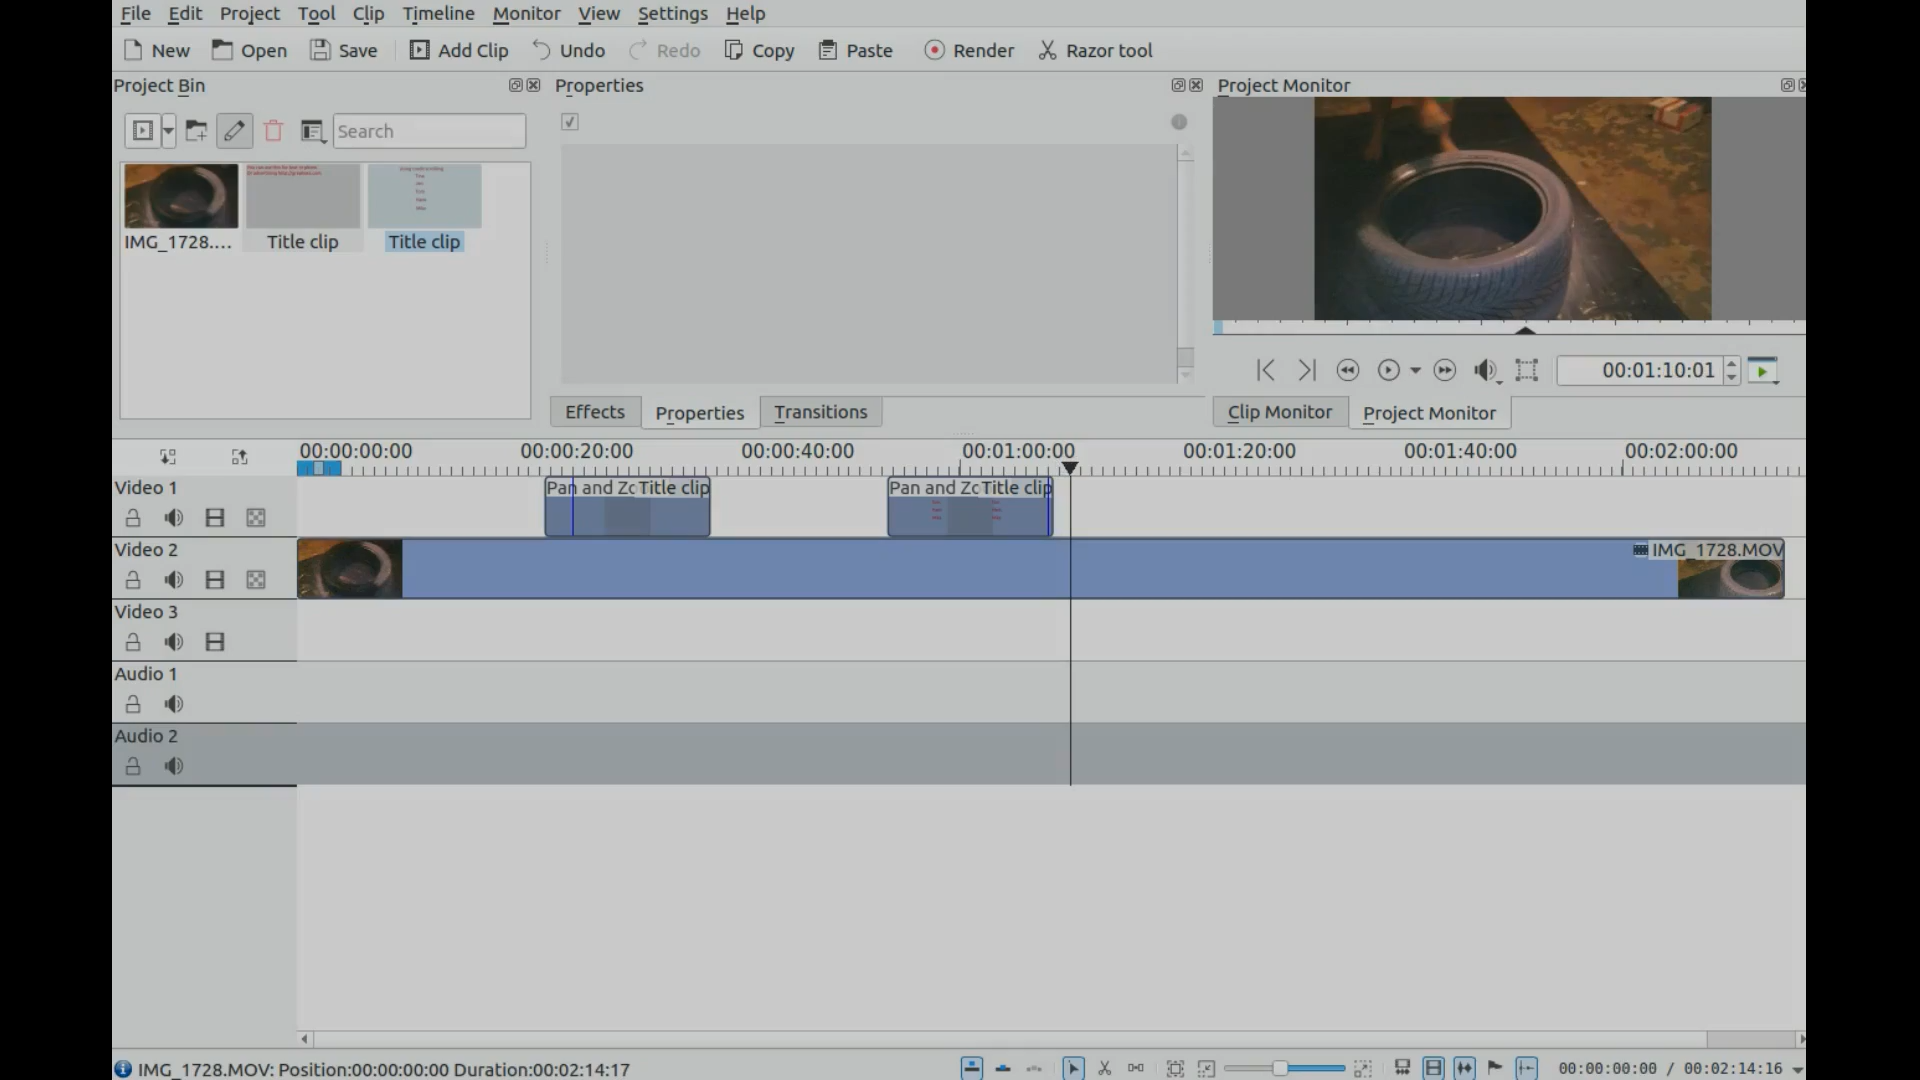 File Edit Project Tool Clip Timeline Monitor View Settings Help
New Open Save Add Clip Undo Redo Copy Paste Render Razor tool
Project Bin
Properties
Project Monitor
Search
IMG_1728....
Title clip
Title clip
00:01:10:01
Effects Properties Transitions
Clip Monitor Project Monitor
00:00:00:00 00:00:20:00 00:00:40:00 00:01:00:00 00:01:20:00 00:01:40:00 00:02:00:00
Video 1
Pan and Zo Title clip
Pan and Zo Title clip
Video 2
IMG_1728.MOV
Video 3
Audio 1
Audio 2
IMG_1728.MOV: Position:00:00:00:00 Duration:00:02:14:17
00:00:00:00 / 00:02:14:16